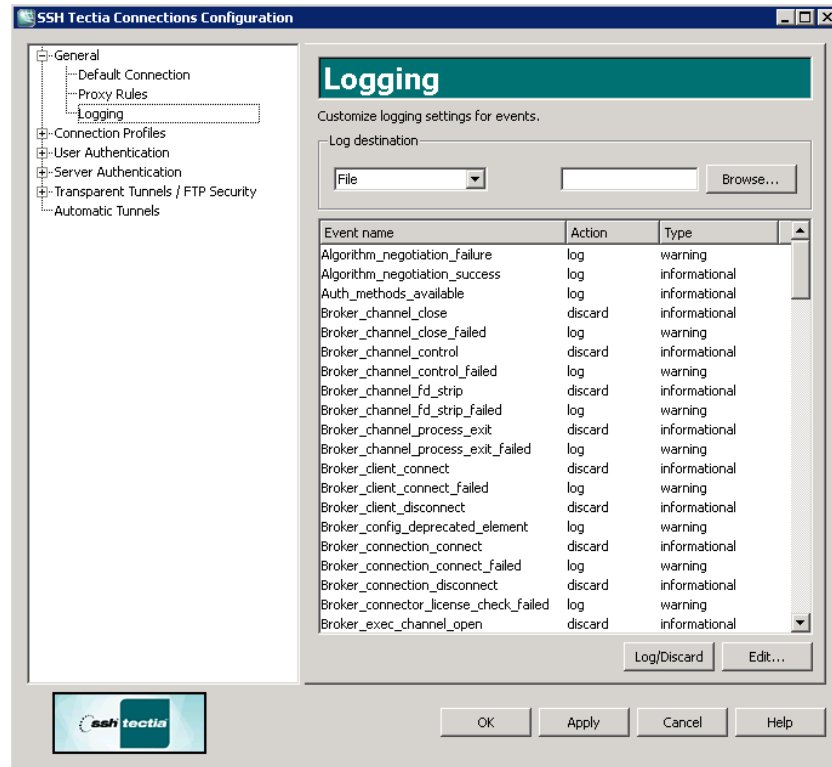 SSH Tectia Connections Configuration
General
Default Connection
Proxy Rules
Logging
Connection Profiles
User Authentication
Server Authentication
Transparent Tunnels / FTP Security
Automatic Tunnels
Logging
Customize logging settings for events.
Log destination
File Browse...
Event name Action Type
Algorithm_negotiation_failure log warning
Algorithm_negotiation_success log informational
Auth_methods_available log informational
Broker_channel_close discard informational
Broker_channel_close_failed log warning
Broker_channel_control discard informational
Broker_channel_control_failed log warning
Broker_channel_fd_strip discard informational
Broker_channel_fd_strip_failed log warning
Broker_channel_process_exit discard informational
Broker_channel_process_exit_failed log warning
Broker_client_connect discard informational
Broker_client_connect_failed log warning
Broker_client_disconnect discard informational
Broker_config_deprecated_element log warning
Broker_connection_connect discard informational
Broker_connection_connect_failed log warning
Broker_connection_disconnect discard informational
Broker_connector_license_check_failed log warning
Broker_exec_channel_open discard informational
Log/Discard Edit...
ssh tectia
OK Apply Cancel Help